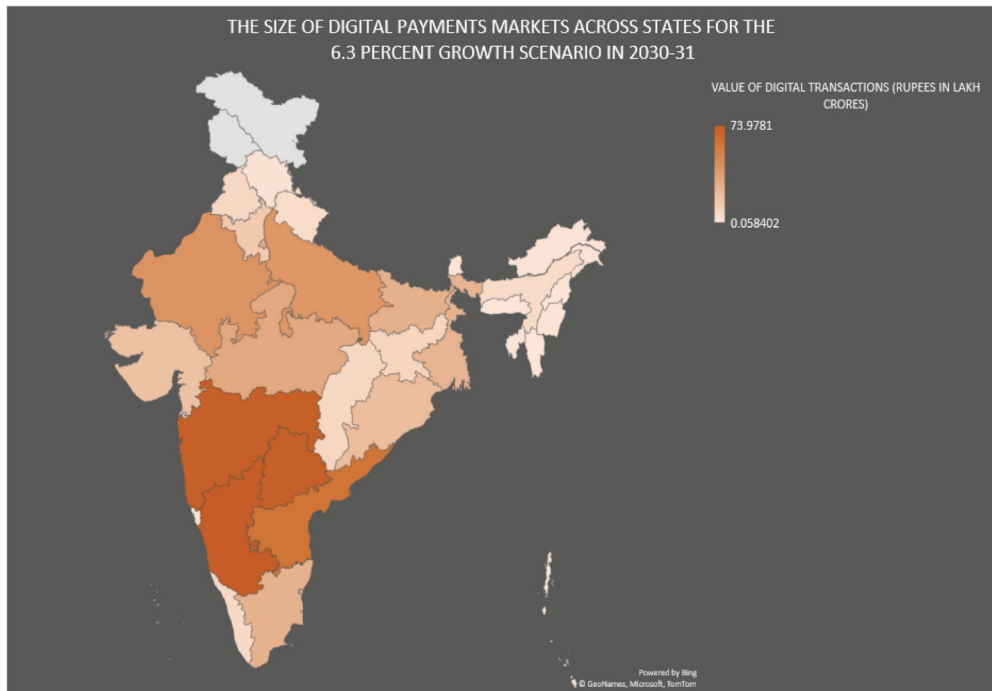 THE SIZE OF DIGITAL PAYMENTS MARKETS ACROSS STATES FOR THE
6.3 PERCENT GROWTH SCENARIO IN 2030-31
VALUE OF DIGITAL TRANSACTIONS (RUPEES IN LAKH
CRORES)
73.9781
0.058402
Powered by Bing
© GeoNames, Microsoft, TomTom